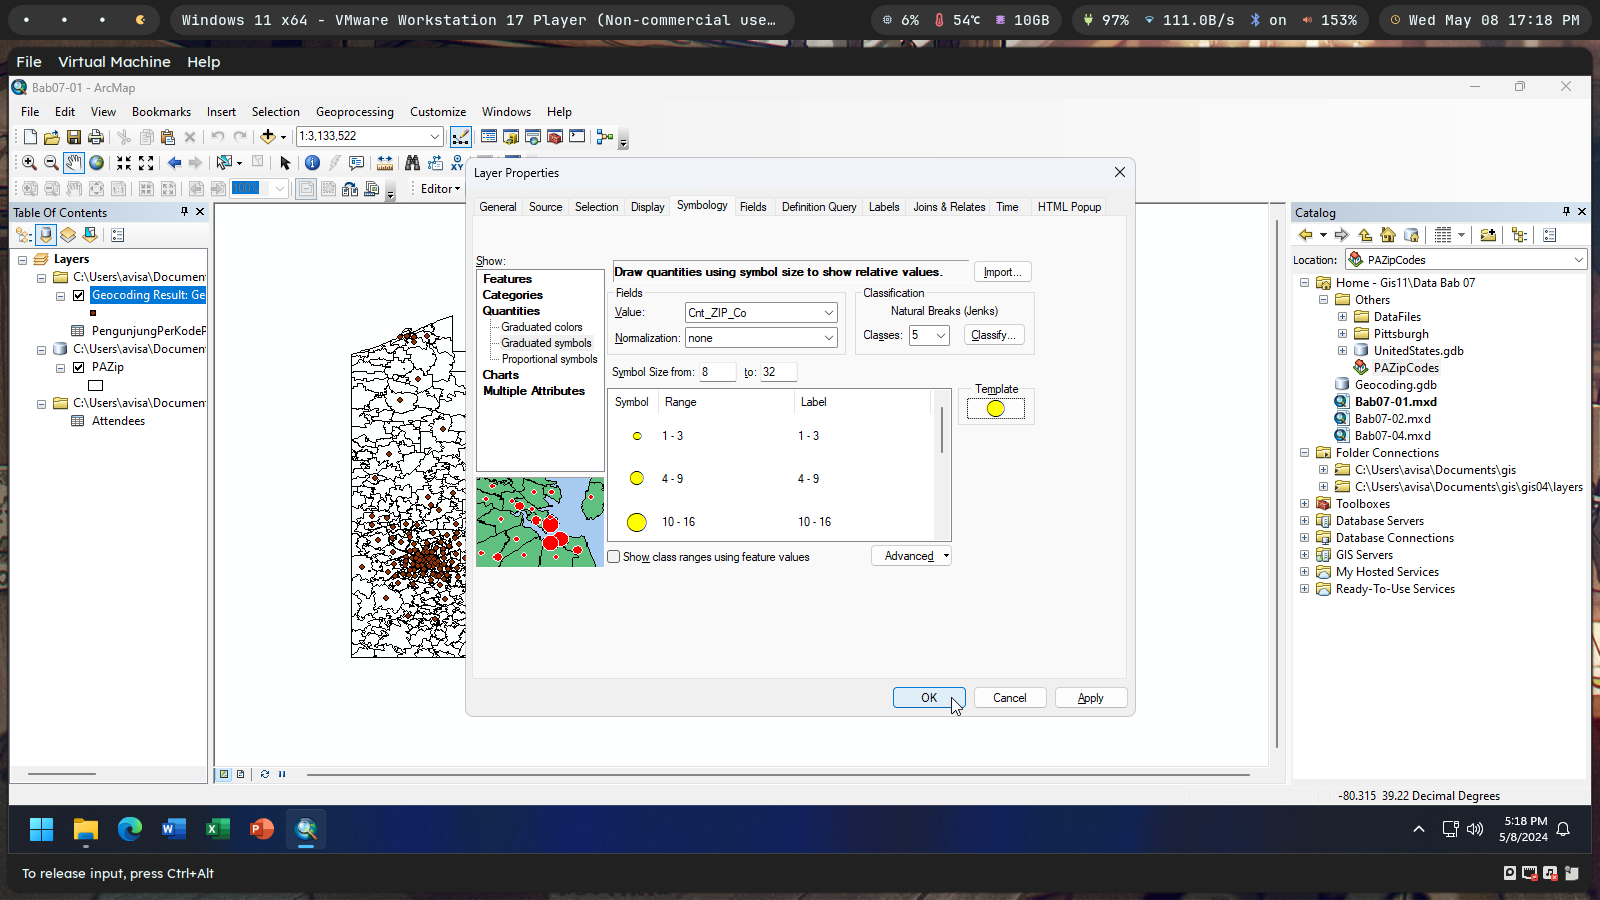 Windows 11 x64 - VMware Workstation 17 Player (Non-commercial use…
6%
54℃
10GB
97%
111.0B/s
on
153%
Wed May 08 17:18 PM
File Virtual Machine Help
Bab07-01 - ArcMap
File Edit View Bookmarks Insert Selection Geoprocessing Customize Windows Help
1:3,133,522
100%
Editor
Table Of Contents
Layers
C:\Users\avisa\Documen
Geocoding Result: Ge
PengunjungPerKodeP
C:\Users\avisa\Documen
PAZip
C:\Users\avisa\Documen
Attendees
Layer Properties
General Source Selection Display Symbology Fields Definition Query Labels Joins & Relates Time HTML Popup
Show:
Features
Categories
Quantities
Graduated colors
Graduated symbols
Proportional symbols
Charts
Multiple Attributes
Draw quantities using symbol size to show relative values.
Import...
Fields
Value: Cnt_ZIP_Co
Normalization: none
Classification
Natural Breaks (Jenks)
Classes: 5 Classify...
Symbol Size from: 8 to: 32
Symbol Range Label
1 - 3 1 - 3
4 - 9 4 - 9
10 - 16 10 - 16
Template
Show class ranges using feature values
Advanced
OK Cancel Apply
Catalog
Location: PAZipCodes
Home - Gis11\Data Bab 07
Others
DataFiles
Pittsburgh
UnitedStates.gdb
PAZipCodes
Geocoding.gdb
Bab07-01.mxd
Bab07-02.mxd
Bab07-04.mxd
Folder Connections
C:\Users\avisa\Documents\gis
C:\Users\avisa\Documents\gis\gis04\layers
Toolboxes
Database Servers
Database Connections
GIS Servers
My Hosted Services
Ready-To-Use Services
-80.315 39.22 Decimal Degrees
5:18 PM
5/8/2024
To release input, press Ctrl+Alt